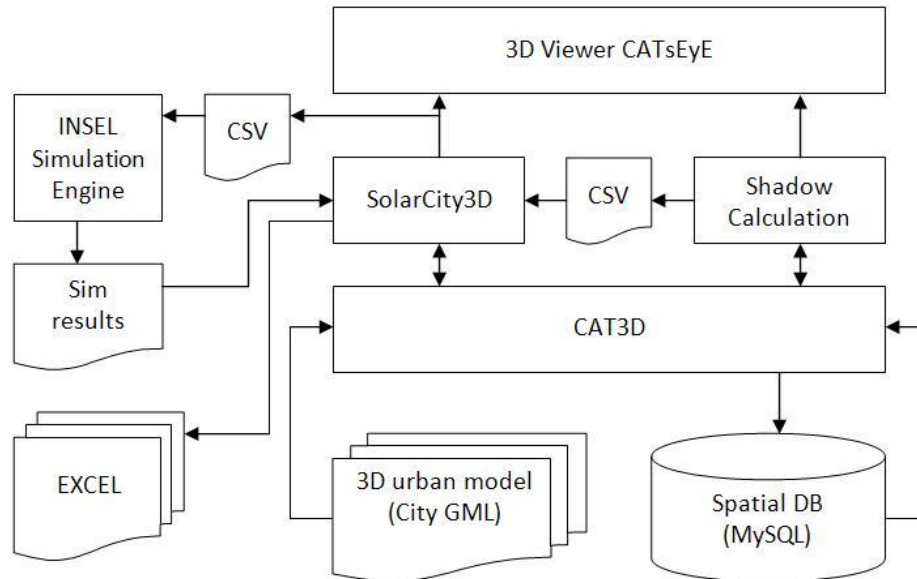 3D Viewer CATsEyE
INSEL
Simulation
Engine
CSV
SolarCity3D
CSV
Shadow
Calculation
Sim
results
CAT3D
EXCEL
3D urban model
(City GML)
Spatial DB
(MySQL)